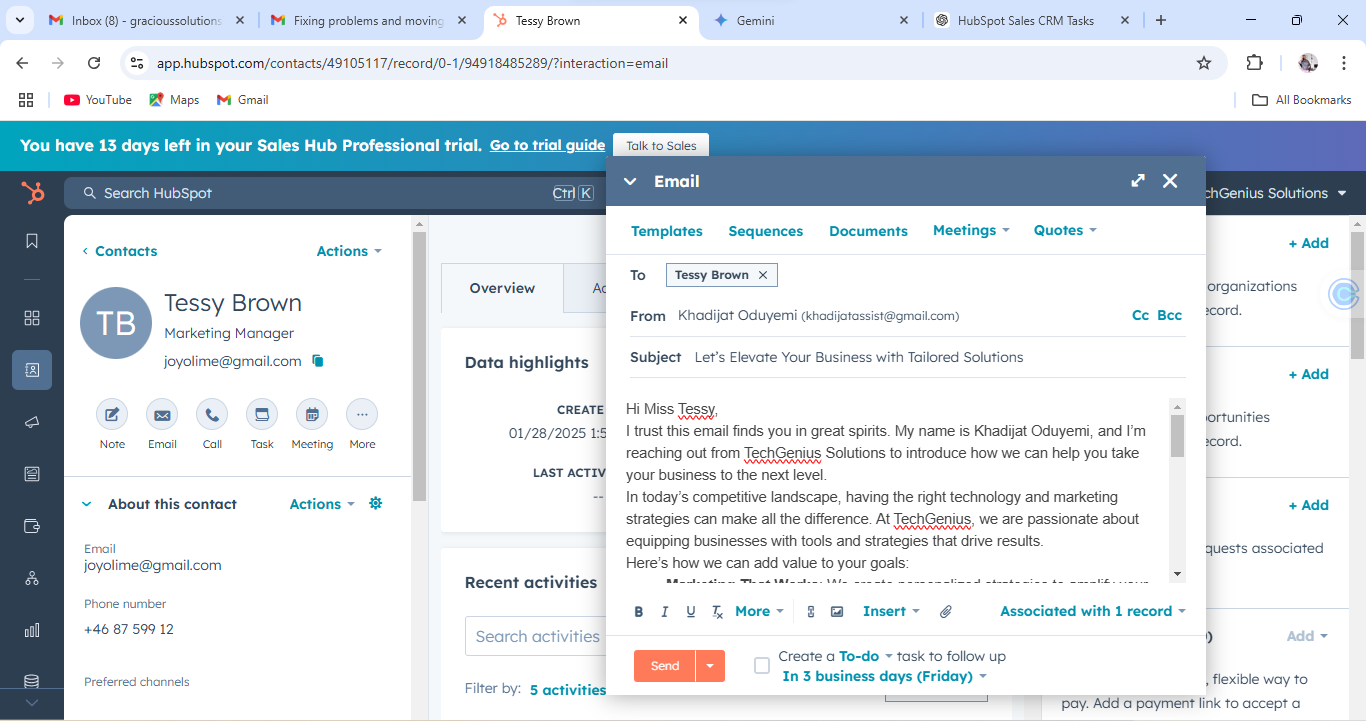 Inbox (8) - gracioussolutions
Fixing problems and moving
Tessy Brown
Gemini
HubSpot Sales CRM Tasks
app.hubspot.com/contacts/49105117/record/0-1/94918485289/?interaction=email
YouTube
Maps
Gmail
All Bookmarks
You have 13 days left in your Sales Hub Professional trial. Go to trial guide
Talk to Sales
Search HubSpot
Ctrl K
chGenius Solutions
Contacts
Actions
TB
Tessy Brown
Marketing Manager
joyolime@gmail.com
Note
Email
Call
Task
Meeting
More
About this contact
Actions
Email
joyolime@gmail.com
Phone number
+46 87 599 12
Preferred channels
Overview
Ac
Data highlights
CREATE
01/28/2025 1:5
LAST ACTIV
--
Recent activities
Search activities
Filter by: 5 activities
Email
Templates
Sequences
Documents
Meetings
Quotes
To
Tessy Brown
From Khadijat Oduyemi (khadijatassist@gmail.com)
Cc Bcc
Subject Let's Elevate Your Business with Tailored Solutions
Hi Miss Tessy,
I trust this email finds you in great spirits. My name is Khadijat Oduyemi, and I'm
reaching out from TechGenius Solutions to introduce how we can help you take
your business to the next level.
In today's competitive landscape, having the right technology and marketing
strategies can make all the difference. At TechGenius, we are passionate about
equipping businesses with tools and strategies that drive results.
Here's how we can add value to your goals:
Marketing That Works: We create personalized strategies to amplify your
B I U Tx More
Insert
Associated with 1 record
Send
Create a To-do task to follow up
In 3 business days (Friday)
+ Add
organizations
ecord.
+ Add
ortunities
ecord.
+ Add
quests associated
)
Add
, flexible way to
pay. Add a payment link to accept a